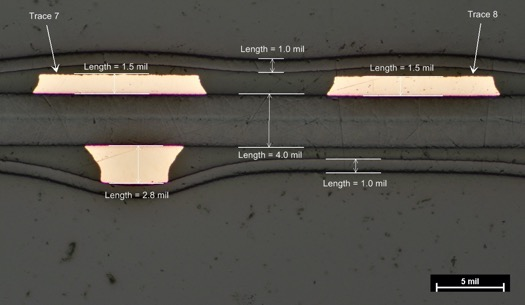 Trace 7
Trace 8
Length = 1.0 mil
Length = 1.5 mil
Length = 1.5 mil
Length = 4.0 mil
Length = 1.0 mil
Length = 2.8 mil
5 mil